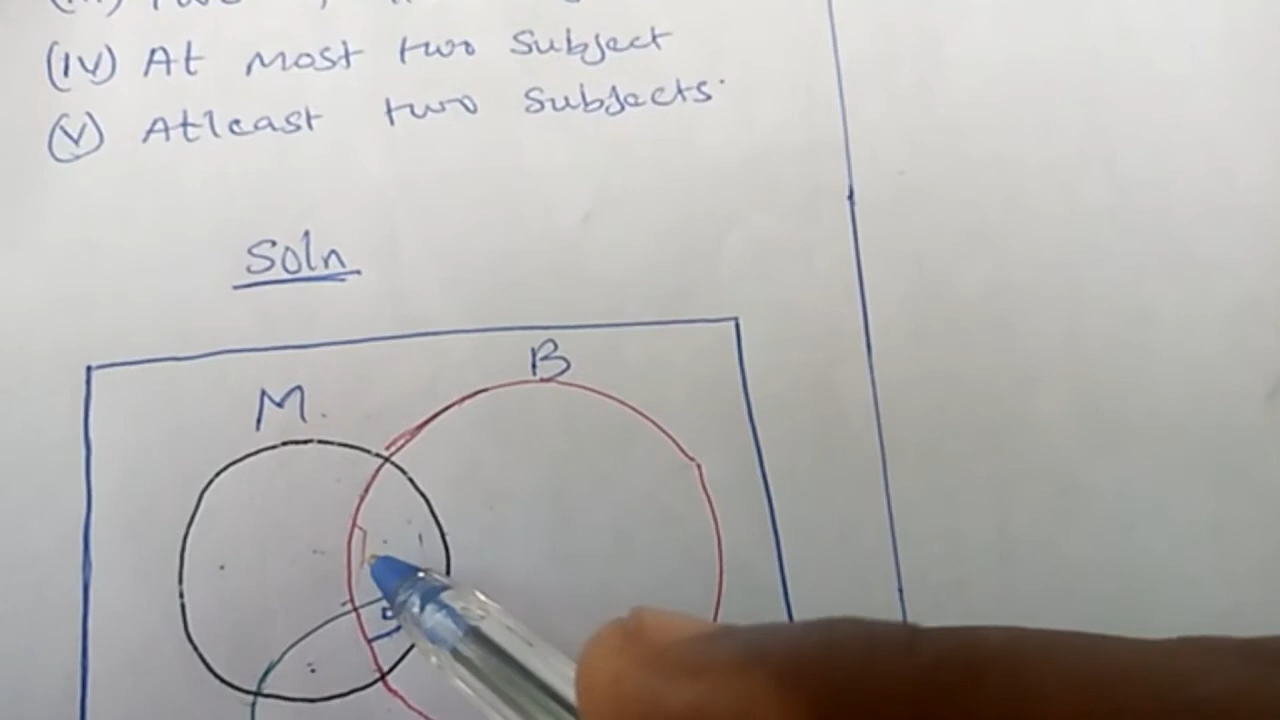 (IV) At most two Subject
(V) Atleast two Subjects.
Soln
B
M